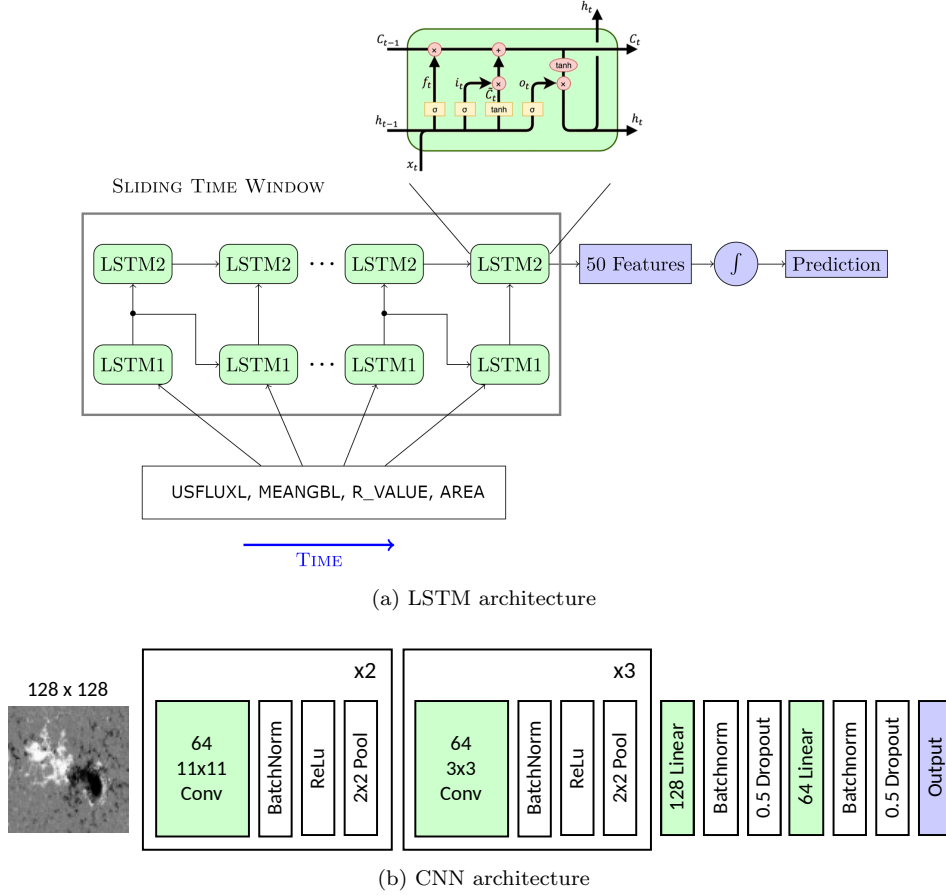 h_t
C_{t-1} × + C_t
tanh
f_t i_t × o_t ×
Ĉ_t
σ σ tanh σ
h_{t-1} h_t
x_t
SLIDING TIME WINDOW
LSTM2 LSTM2 ··· LSTM2 LSTM2 50 Features ∫ Prediction
LSTM1 LSTM1 ··· LSTM1 LSTM1
USFLUXL, MEANGBL, R_VALUE, AREA
TIME
(a) LSTM architecture
128 x 128
x2
64
11x11
Conv
BatchNorm
ReLu
2x2 Pool
x3
64
3x3
Conv
BatchNorm
ReLu
2x2 Pool
128 Linear
Batchnorm
0.5 Dropout
64 Linear
Batchnorm
0.5 Dropout
Output
(b) CNN architecture